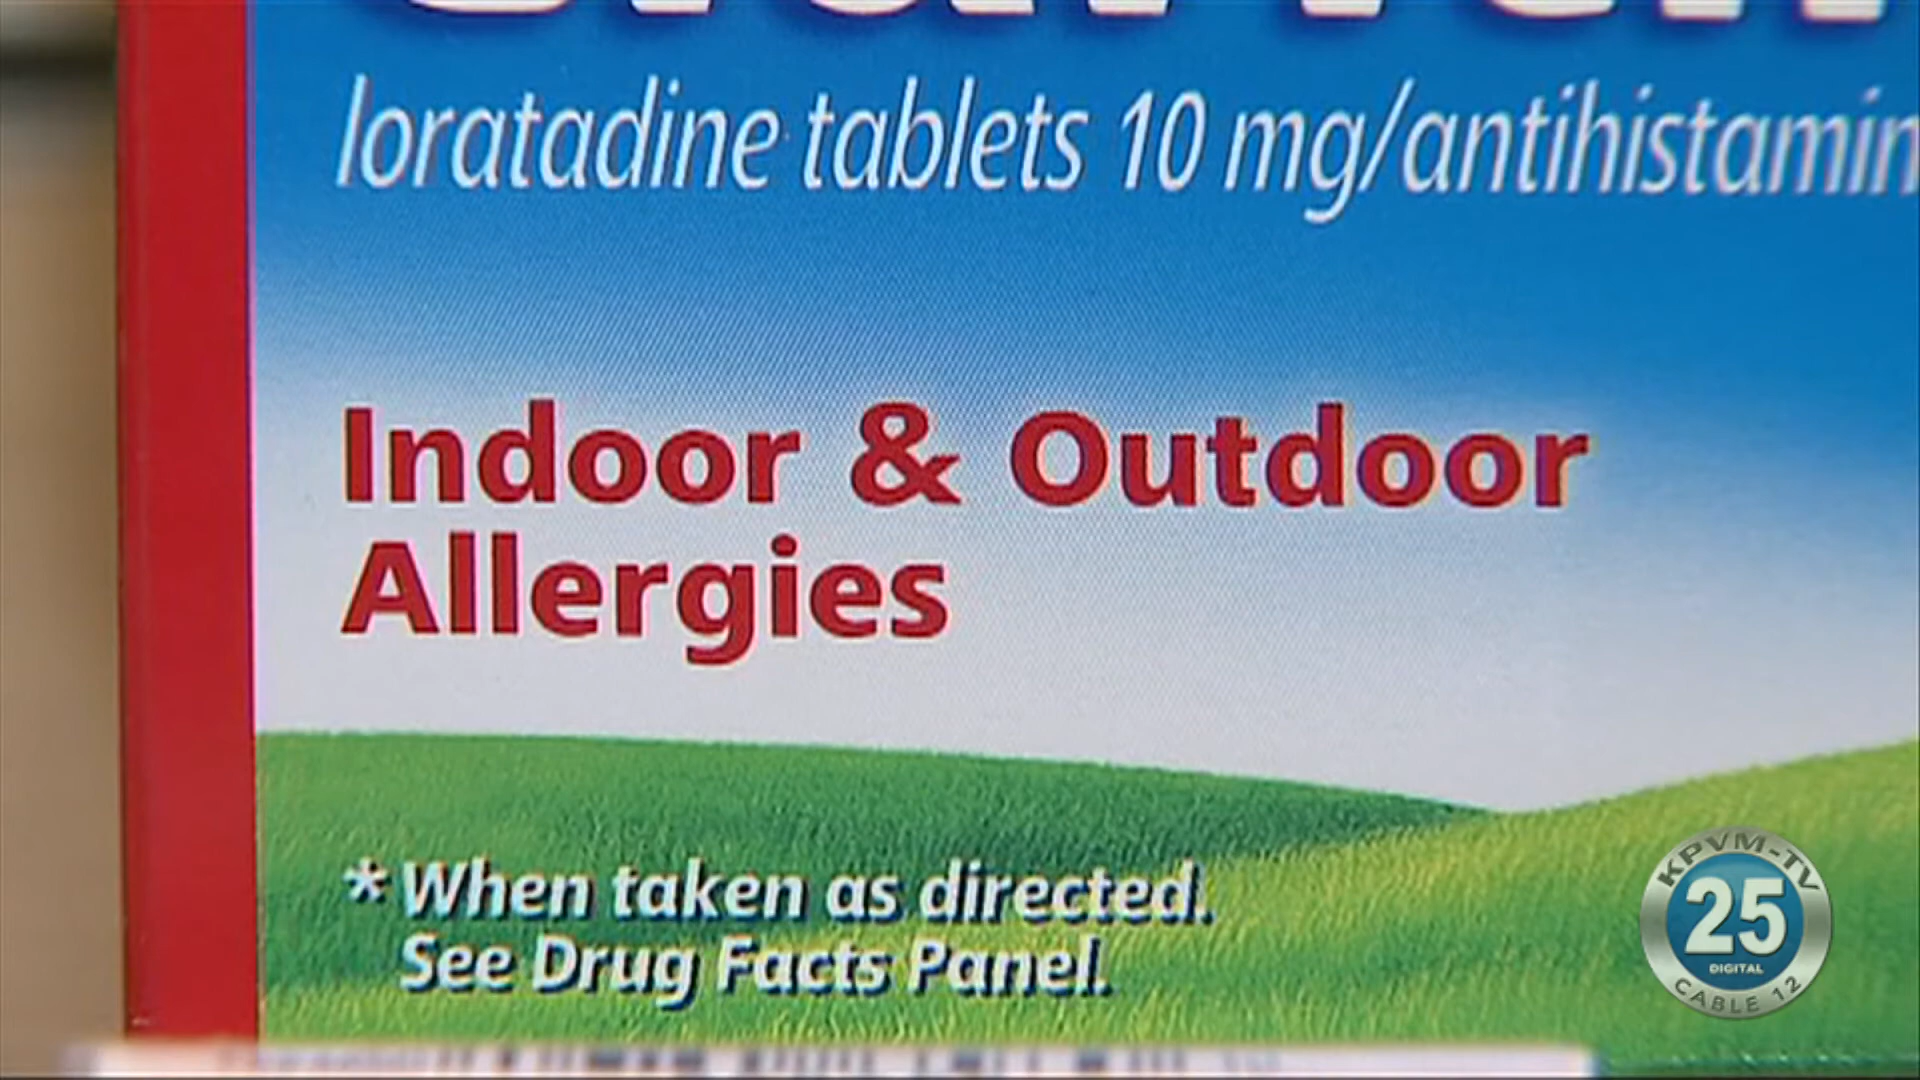 loratadine tablets 10 mg/antihistamin
Indoor & Outdoor
Allergies
* When taken as directed.
See Drug Facts Panel.
KPVM-TV
25
DIGITAL
CABLE 12